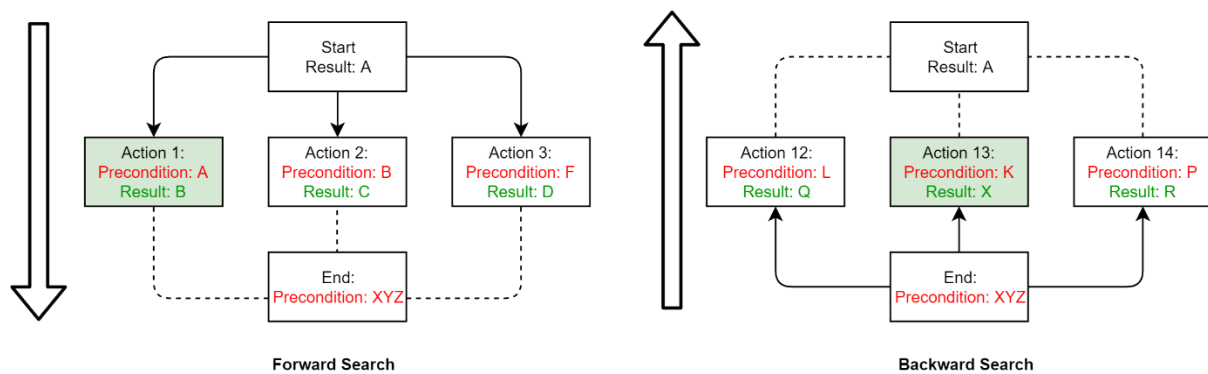 Start
Result: A
Action 1:
Precondition: A
Result: B
Action 2:
Precondition: B
Result: C
Action 3:
Precondition: F
Result: D
End:
Precondition: XYZ
Forward Search
Start
Result: A
Action 12:
Precondition: L
Result: Q
Action 13:
Precondition: K
Result: X
Action 14:
Precondition: P
Result: R
End:
Precondition: XYZ
Backward Search